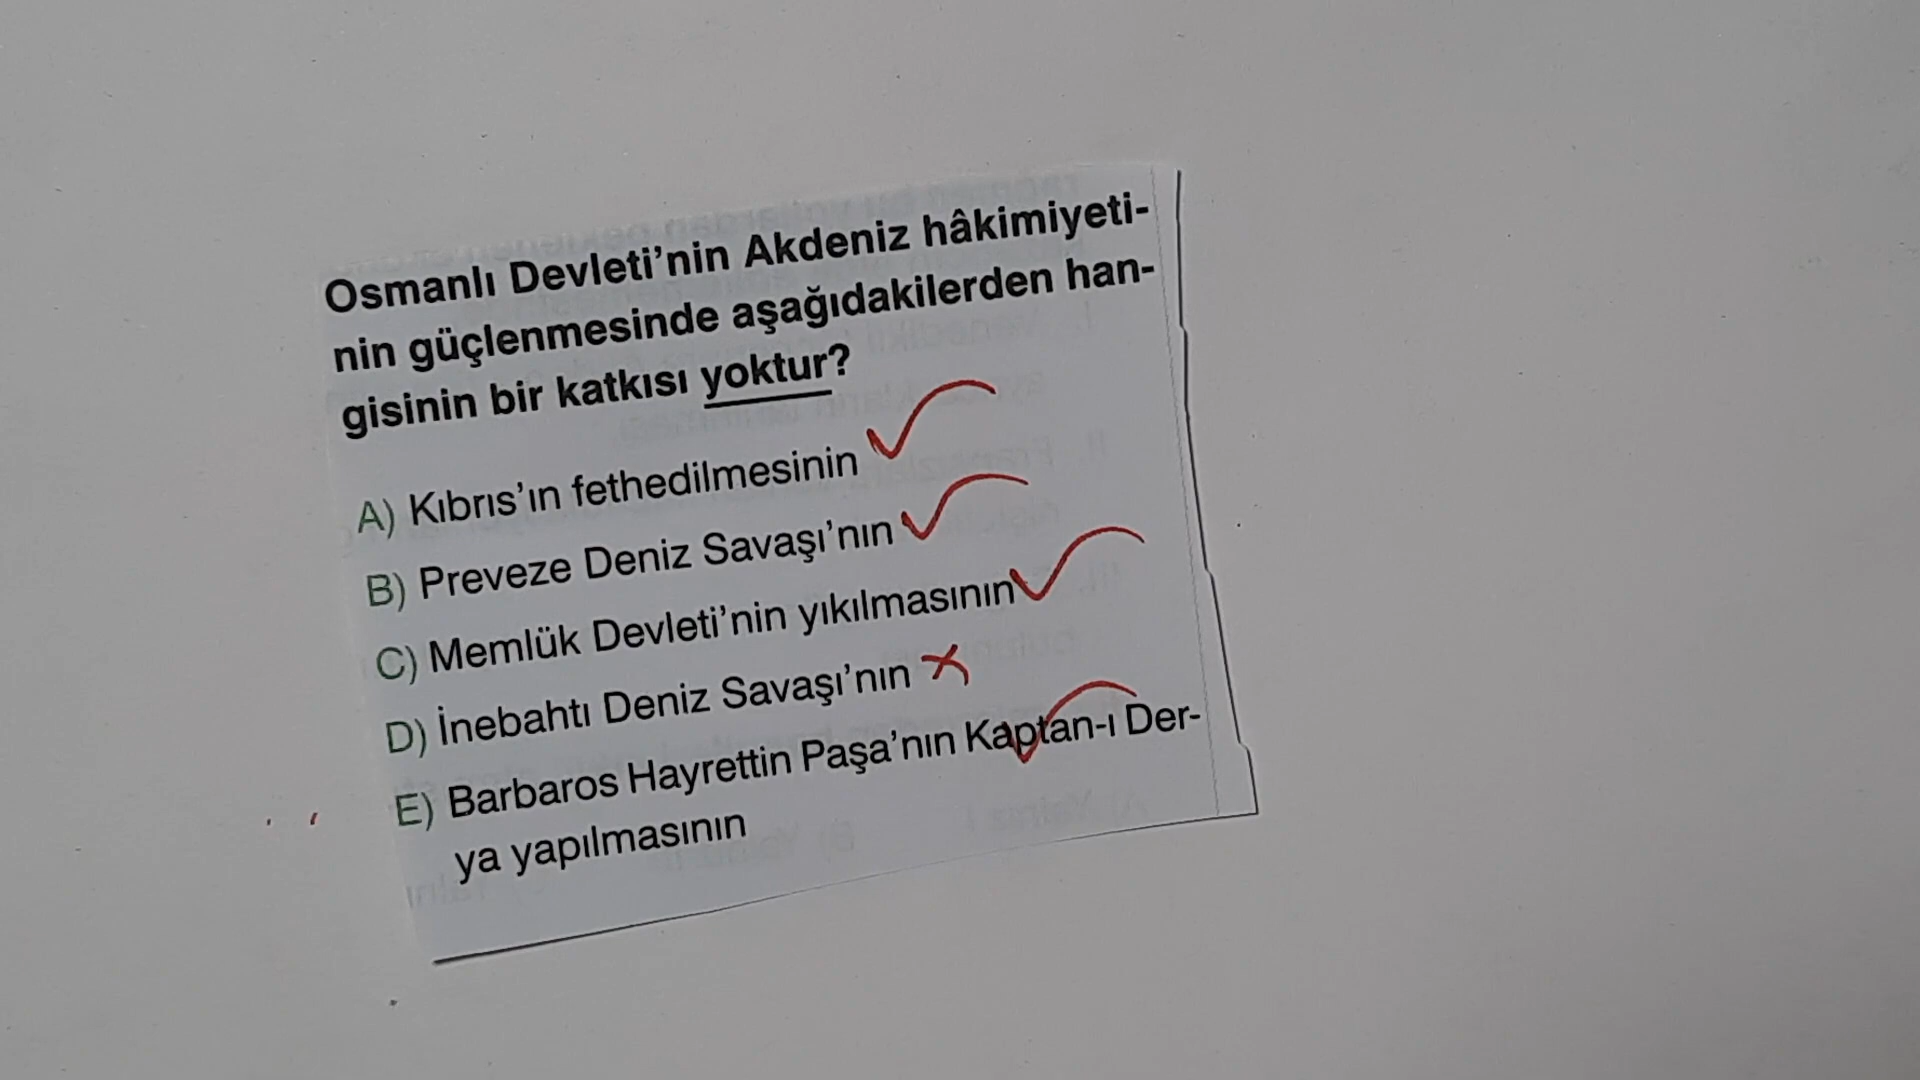 Osmanlı Devleti’nin Akdeniz hâkimiyeti-
nin güçlenmesinde aşağıdakilerden han-
gisinin bir katkısı yoktur?
A) Kıbrıs’ın fethedilmesinin
B) Preveze Deniz Savaşı’nın
C) Memlük Devleti’nin yıkılmasının
D) İnebahtı Deniz Savaşı’nın
E) Barbaros Hayrettin Paşa’nın Kaptan-ı Der-
ya yapılmasının